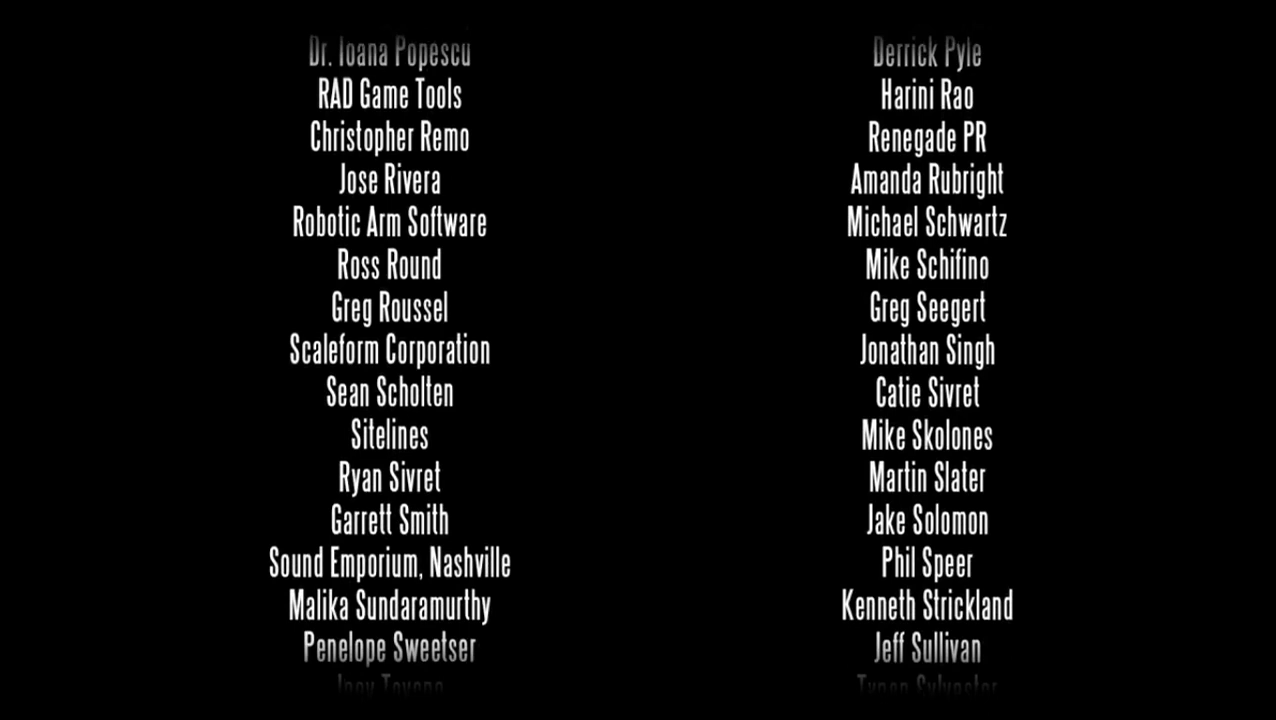 Dr. Ioana Popescu
Derrick Pyle
RAD Game Tools
Harini Rao
Christopher Remo
Renegade PR
Jose Rivera
Amanda Rubright
Robotic Arm Software
Michael Schwartz
Ross Round
Mike Schifino
Greg Roussel
Greg Seegert
Scaleform Corporation
Jonathan Singh
Sean Scholten
Catie Sivret
Sitelines
Mike Skolones
Ryan Sivret
Martin Slater
Garrett Smith
Jake Solomon
Sound Emporium, Nashville
Phil Speer
Malika Sundaramurthy
Kenneth Strickland
Penelope Sweetser
Jeff Sullivan